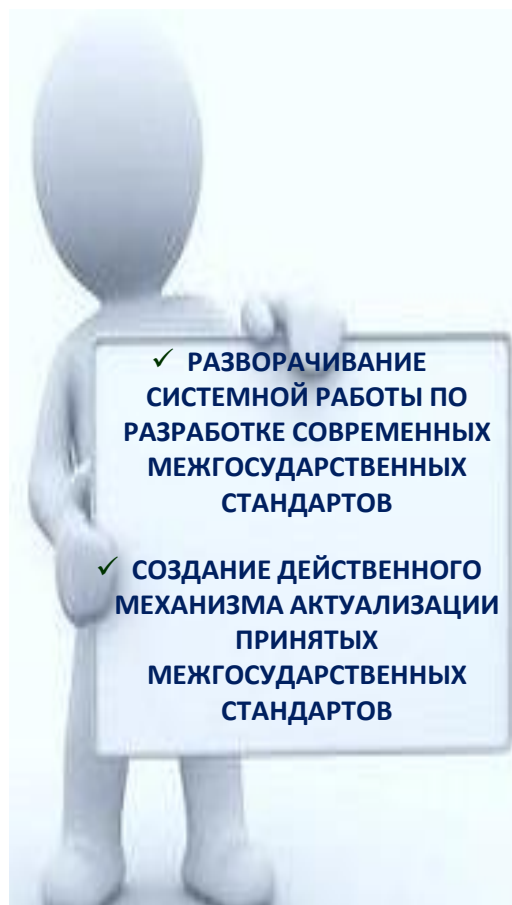 ✓ РАЗВОРАЧИВАНИЕ
СИСТЕМНОЙ РАБОТЫ ПО
РАЗРАБОТКЕ СОВРЕМЕННЫХ
МЕЖГОСУДАРСТВЕННЫХ
СТАНДАРТОВ
✓ СОЗДАНИЕ ДЕЙСТВЕННОГО
МЕХАНИЗМА АКТУАЛИЗАЦИИ
ПРИНЯТЫХ
МЕЖГОСУДАРСТВЕННЫХ
СТАНДАРТОВ